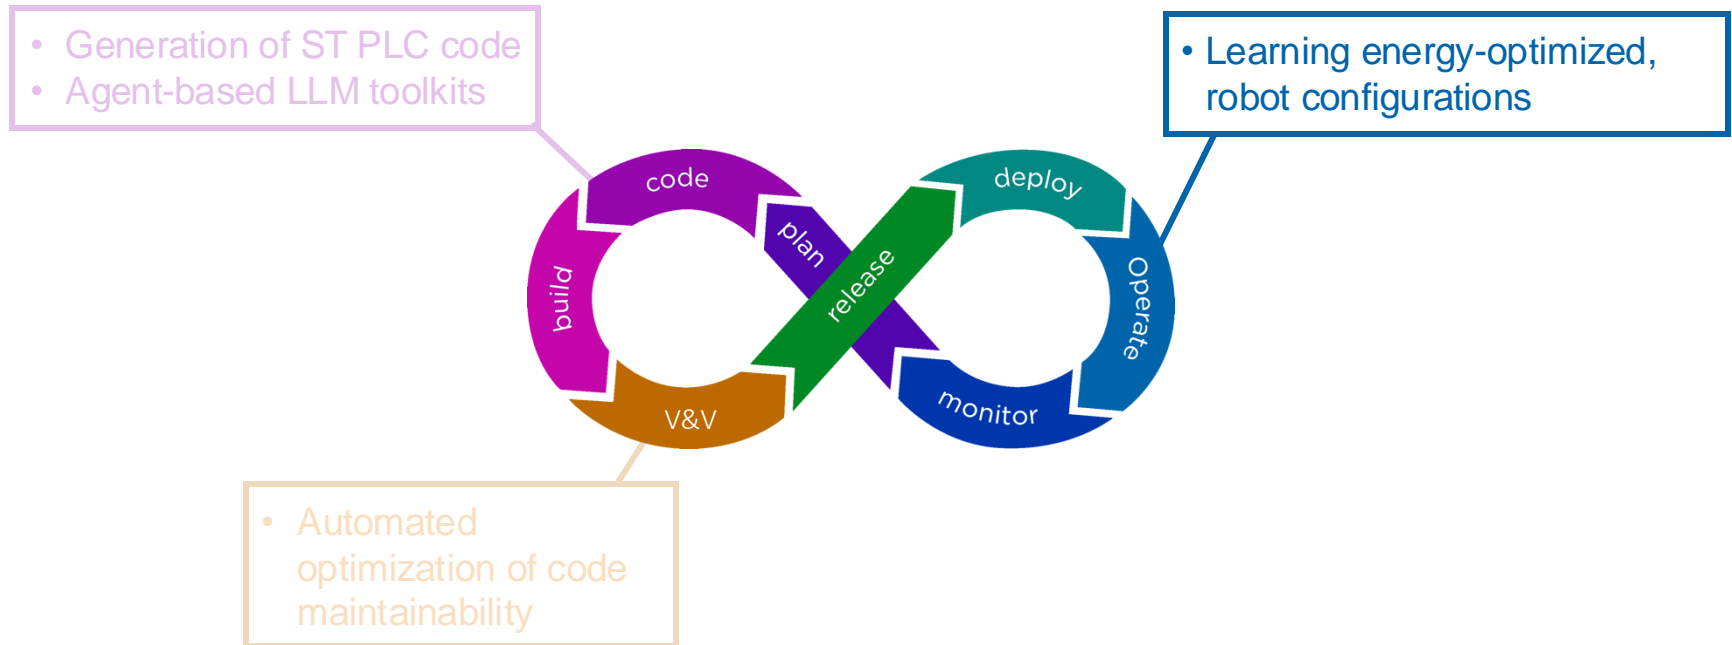 • Generation of ST PLC code
• Agent-based LLM toolkits
• Learning energy-optimized,
robot configurations
code
plan
build
V&V
release
deploy
Operate
monitor
• Automated
optimization of code
maintainability